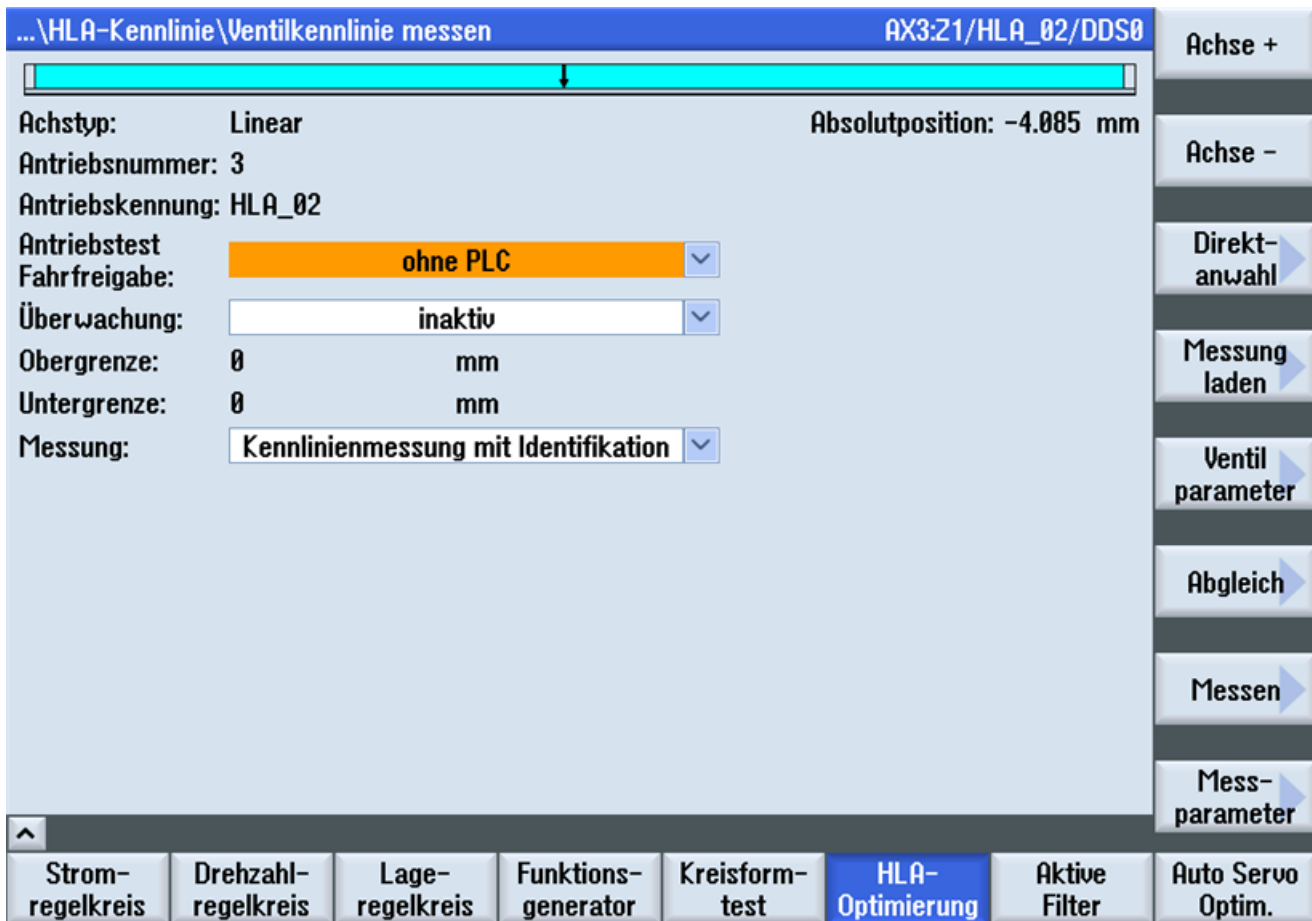 ...\HLA-Kennlinie\Ventilkennlinie messen AX3:Z1/HLA_02/DDS0
Achstyp: Linear Absolutposition: -4.085 mm
Antriebsnummer: 3
Antriebskennung: HLA_02
Antriebstest
Fahrfreigabe: ohne PLC
Überwachung: inaktiv
Obergrenze: 0 mm
Untergrenze: 0 mm
Messung: Kennlinienmessung mit Identifikation
Achse +
Achse -
Direkt-
anwahl
Messung
laden
Ventil
parameter
Abgleich
Messen
Mess-
parameter
Strom-
regelkreis
Drehzahl-
regelkreis
Lage-
regelkreis
Funktions-
generator
Kreisform-
test
HLA-
Optimierung
Aktive
Filter
Auto Servo
Optim.